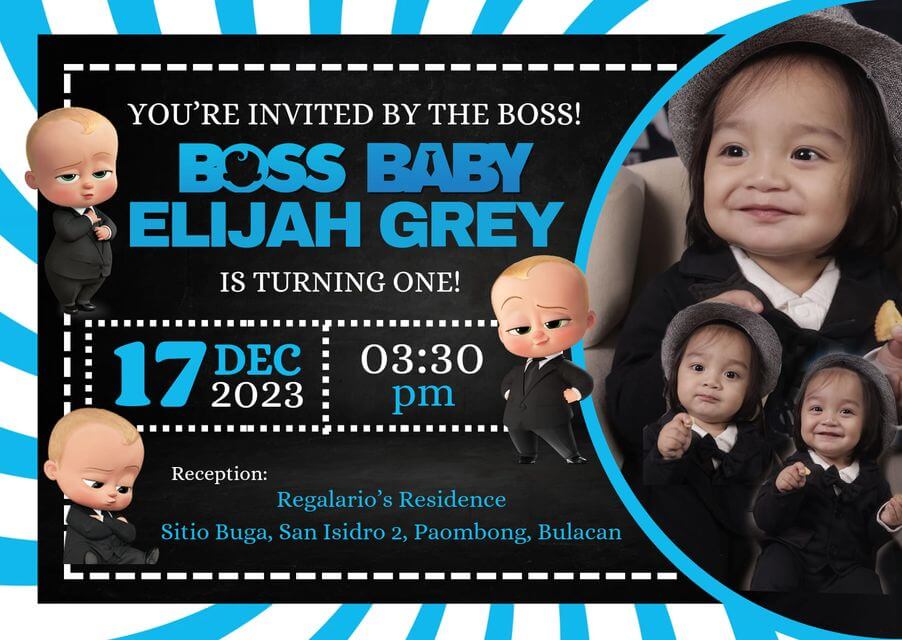 YOU'RE INVITED BY THE BOSS!
BOSS BABY
ELIJAH GREY
IS TURNING ONE!
17 DEC
2023
03:30
pm
Reception:
Regalario's Residence
Sitio Buga, San Isidro 2, Paombong, Bulacan